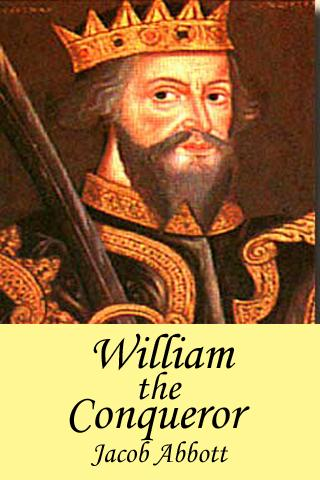 William
the
Conqueror
Jacob Abbott